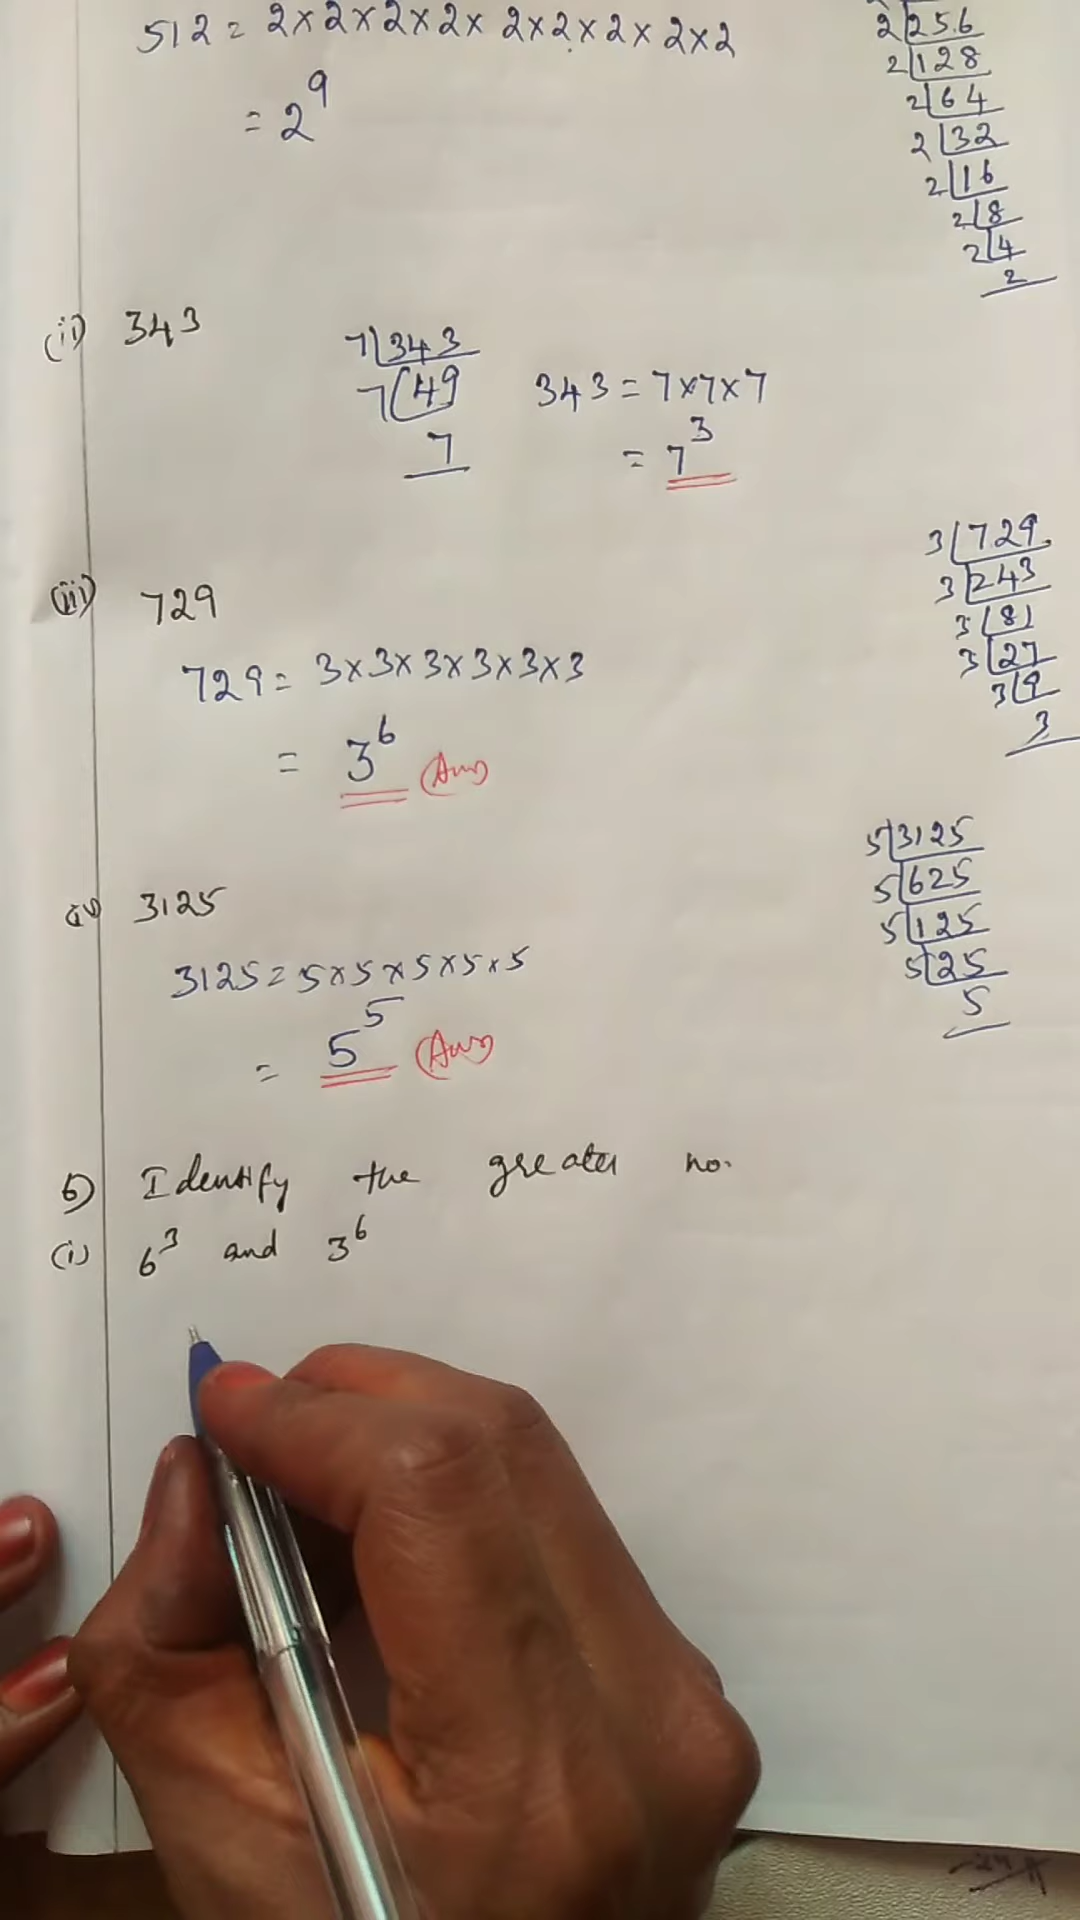 512 = 2×2×2×2×2×2×2×2×2
= 2^9
2|256
2|128
2|64
2|32
2|16
2|8
2|4
2
(ii) 343
7|343
7|49
7
343 = 7×7×7
= 7^3
(iii) 729
729 = 3×3×3×3×3×3
= 3^6 (Ans)
3|729
3|243
3|81
3|27
3|9
3
(iv) 3125
3125 = 5×5×5×5×5
= 5^5 (Ans)
5|3125
5|625
5|125
5|25
5
5) Identify the greater no.
(i) 6^3 and 3^6